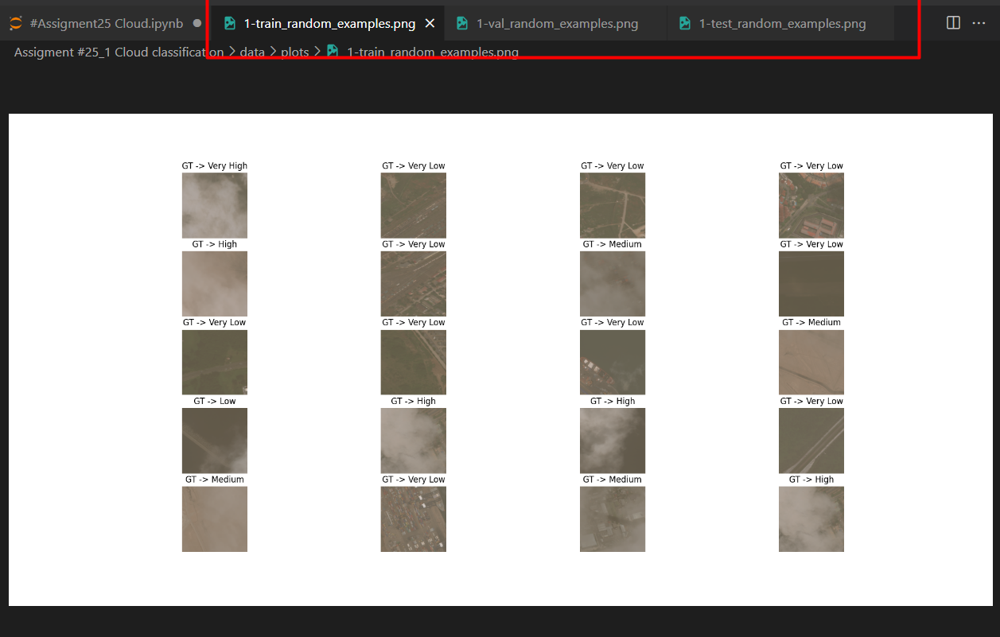 #Assigment25 Cloud.ipynb 1-train_random_examples.png 1-val_random_examples.png 1-test_random_examples.png
Assigment #25_1 Cloud classification > data > plots > 1-train_random_examples.png
GT -> Very High GT -> Very Low GT -> Very Low GT -> Very Low
GT -> High GT -> Very Low GT -> Medium GT -> Very Low
GT -> Very Low GT -> Very Low GT -> Very Low GT -> Medium
GT -> Low GT -> High GT -> High GT -> Very Low
GT -> Medium GT -> Very Low GT -> Medium GT -> High